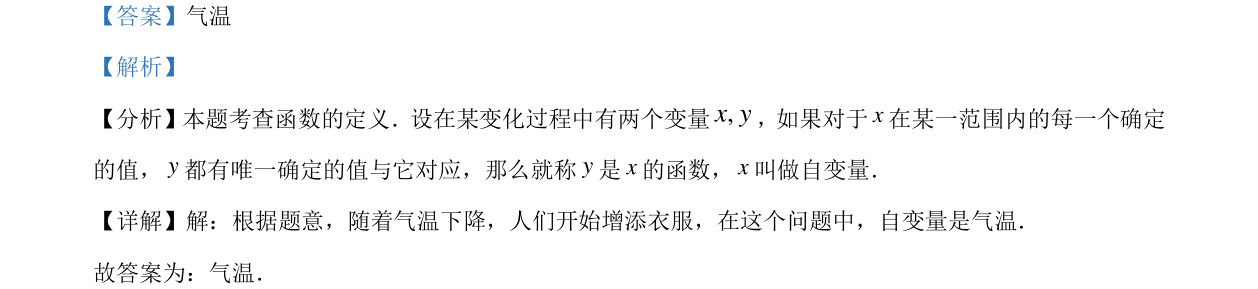 【答案】气温
【解析】
【分析】本题考查函数的定义．设在某变化过程中有两个变量x, y，如果对于x在某一范围内的每一个确定
的值，y都有唯一确定的值与它对应，那么就称y是x的函数，x叫做自变量．
【详解】解：根据题意，随着气温下降，人们开始增添衣服，在这个问题中，自变量是气温．
故答案为：气温．